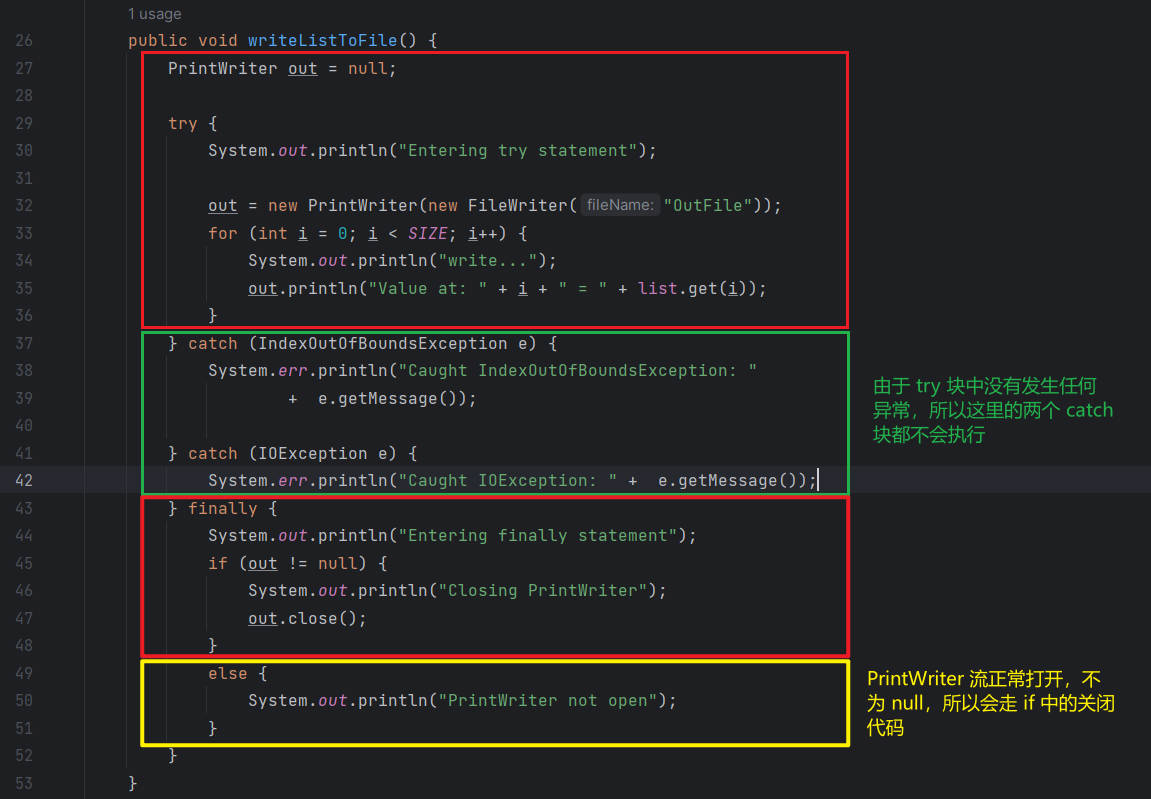 1 usage
26 public void writeListToFile() {
27 PrintWriter out = null;
28
29 try {
30 System.out.println("Entering try statement");
31
32 out = new PrintWriter(new FileWriter( fileName: "OutFile"));
33 for (int i = 0; i < SIZE; i++) {
34 System.out.println("write...");
35 out.println("Value at: " + i + " = " + list.get(i));
36 }
37 } catch (IndexOutOfBoundsException e) {
38 System.err.println("Caught IndexOutOfBoundsException: "
39 + e.getMessage());
40
41 } catch (IOException e) {
42 System.err.println("Caught IOException: " + e.getMessage());
43 } finally {
44 System.out.println("Entering finally statement");
45 if (out != null) {
46 System.out.println("Closing PrintWriter");
47 out.close();
48 }
49 else {
50 System.out.println("PrintWriter not open");
51 }
52 }
53 }
由于 try 块中没有发生任何
异常，所以这里的两个 catch
块都不会执行
PrintWriter 流正常打开，不
为 null，所以会走 if 中的关闭
代码